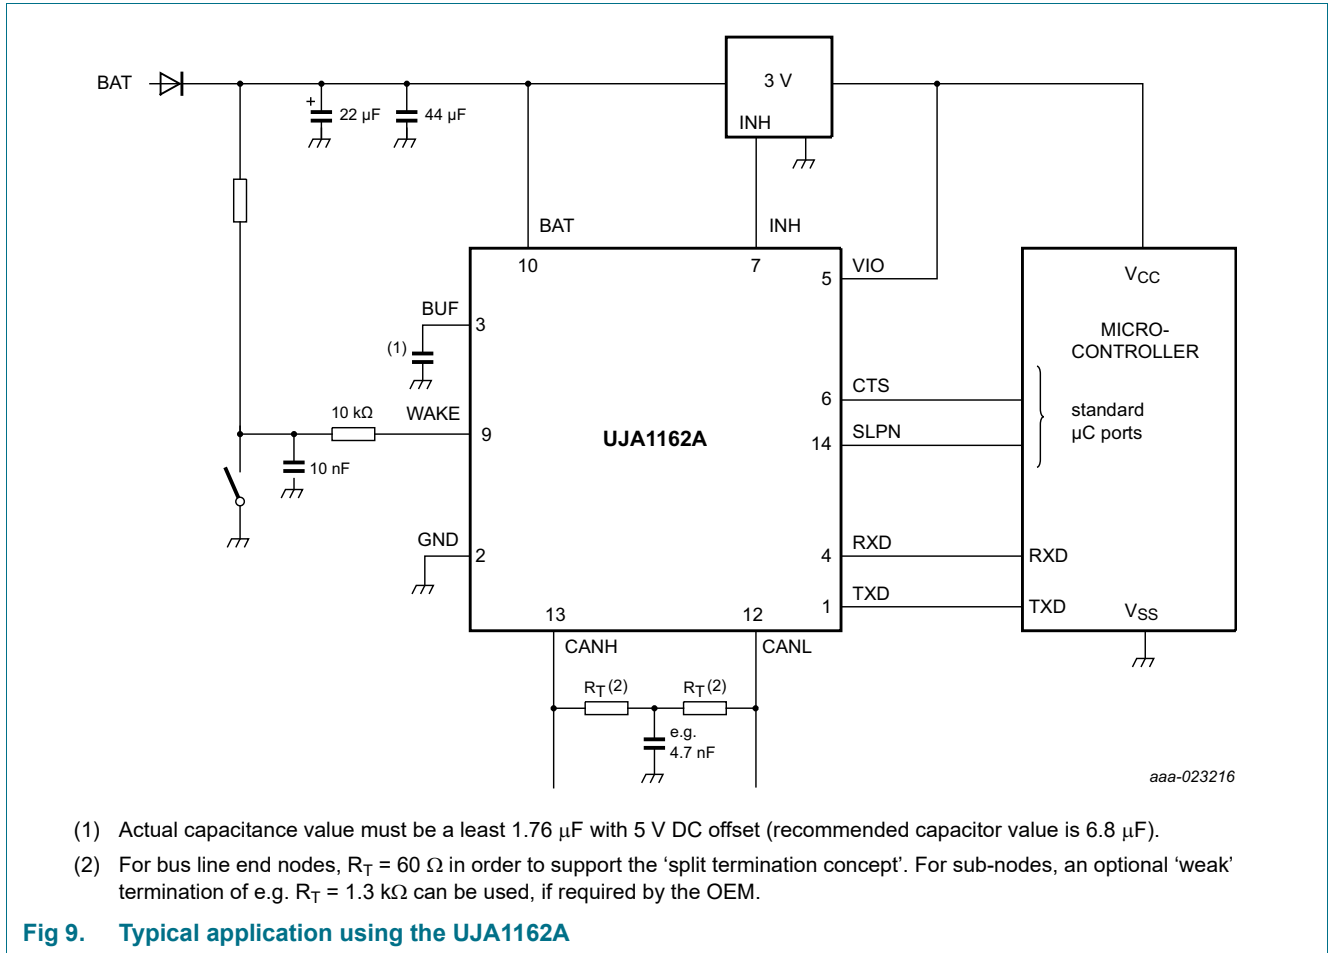 BAT
+
22 µF
44 µF
3 V
INH
BAT
INH
10
7
VIO
5
VCC
BUF
3
(1)
MICRO-
CONTROLLER
CTS
6
standard
µC ports
10 kΩ
WAKE
9
UJA1162A
SLPN
14
10 nF
GND
2
RXD
4
RXD
TXD
1
TXD
VSS
13
12
CANH
CANL
RT(2)
RT(2)
e.g.
4.7 nF
aaa-023216
(1) Actual capacitance value must be a least 1.76 µF with 5 V DC offset (recommended capacitor value is 6.8 µF).
(2) For bus line end nodes, RT = 60 Ω in order to support the ‘split termination concept’. For sub-nodes, an optional ‘weak’
termination of e.g. RT = 1.3 kΩ can be used, if required by the OEM.
Fig 9. Typical application using the UJA1162A